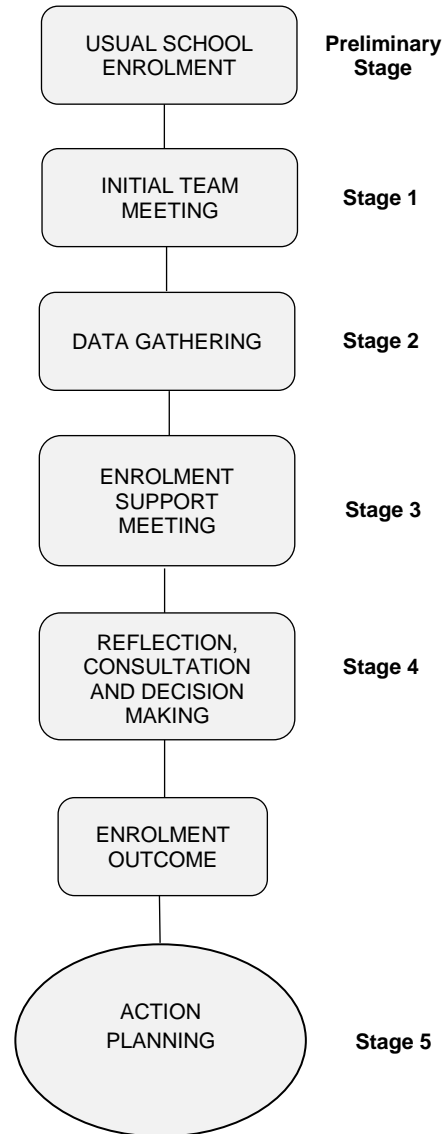 USUAL SCHOOL
ENROLMENT
Preliminary
Stage
INITIAL TEAM
MEETING
Stage 1
DATA GATHERING
Stage 2
ENROLMENT
SUPPORT
MEETING
Stage 3
REFLECTION,
CONSULTATION
AND DECISION
MAKING
Stage 4
ENROLMENT
OUTCOME
ACTION
PLANNING
Stage 5